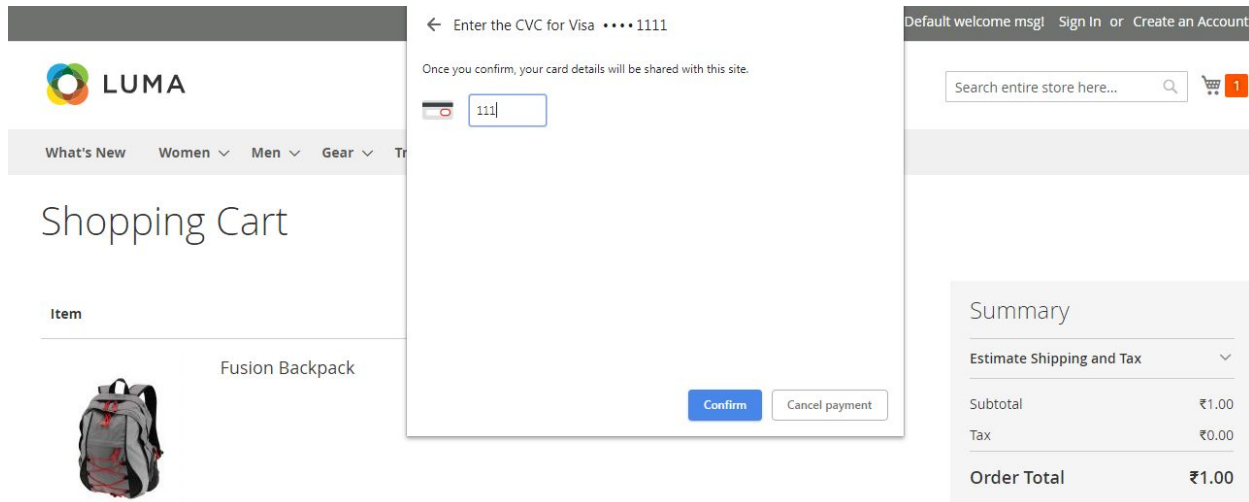 Default welcome msg! Sign In or Create an Account
LUMA
Search entire store here...
1
What's New Women Men Gear Tr
Enter the CVC for Visa •••• 1111
Once you confirm, your card details will be shared with this site.
111
Confirm Cancel payment
Shopping Cart
Item
Fusion Backpack
Summary
Estimate Shipping and Tax
Subtotal ₹1.00
Tax ₹0.00
Order Total ₹1.00